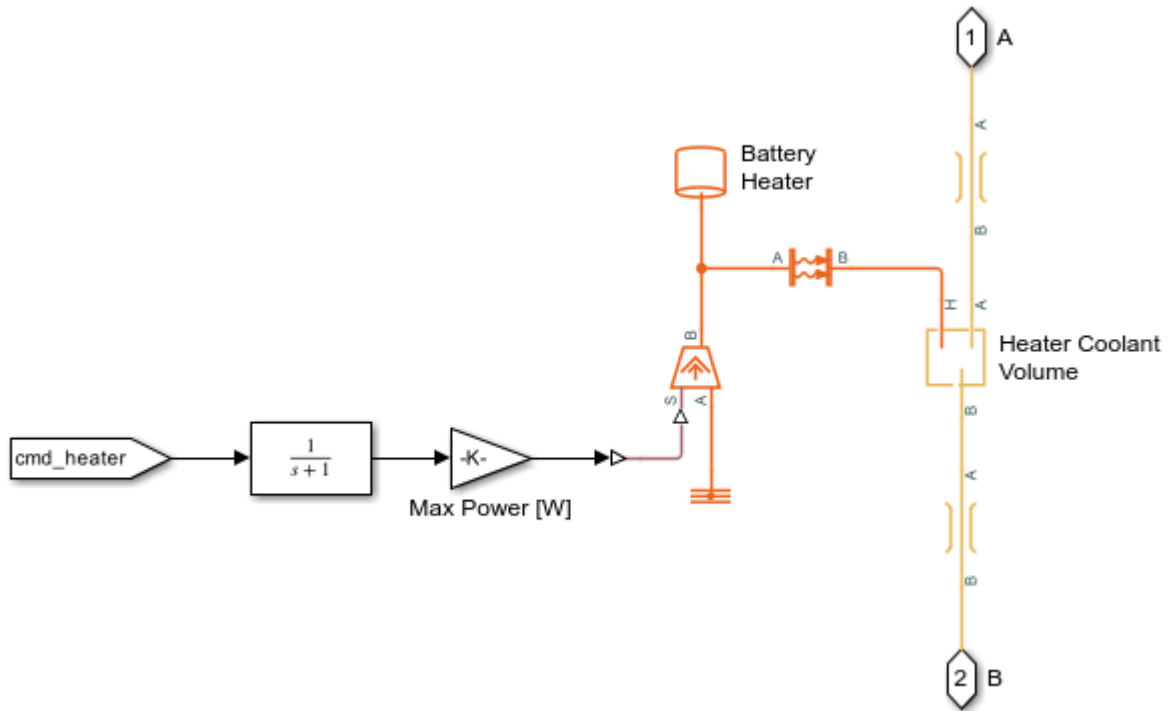 1 A
A
Battery
Heater
B
A B
H A
B
Heater Coolant
Volume
S A
B
cmd_heater
1
s + 1
-K-
A
Max Power [W]
B
2 B